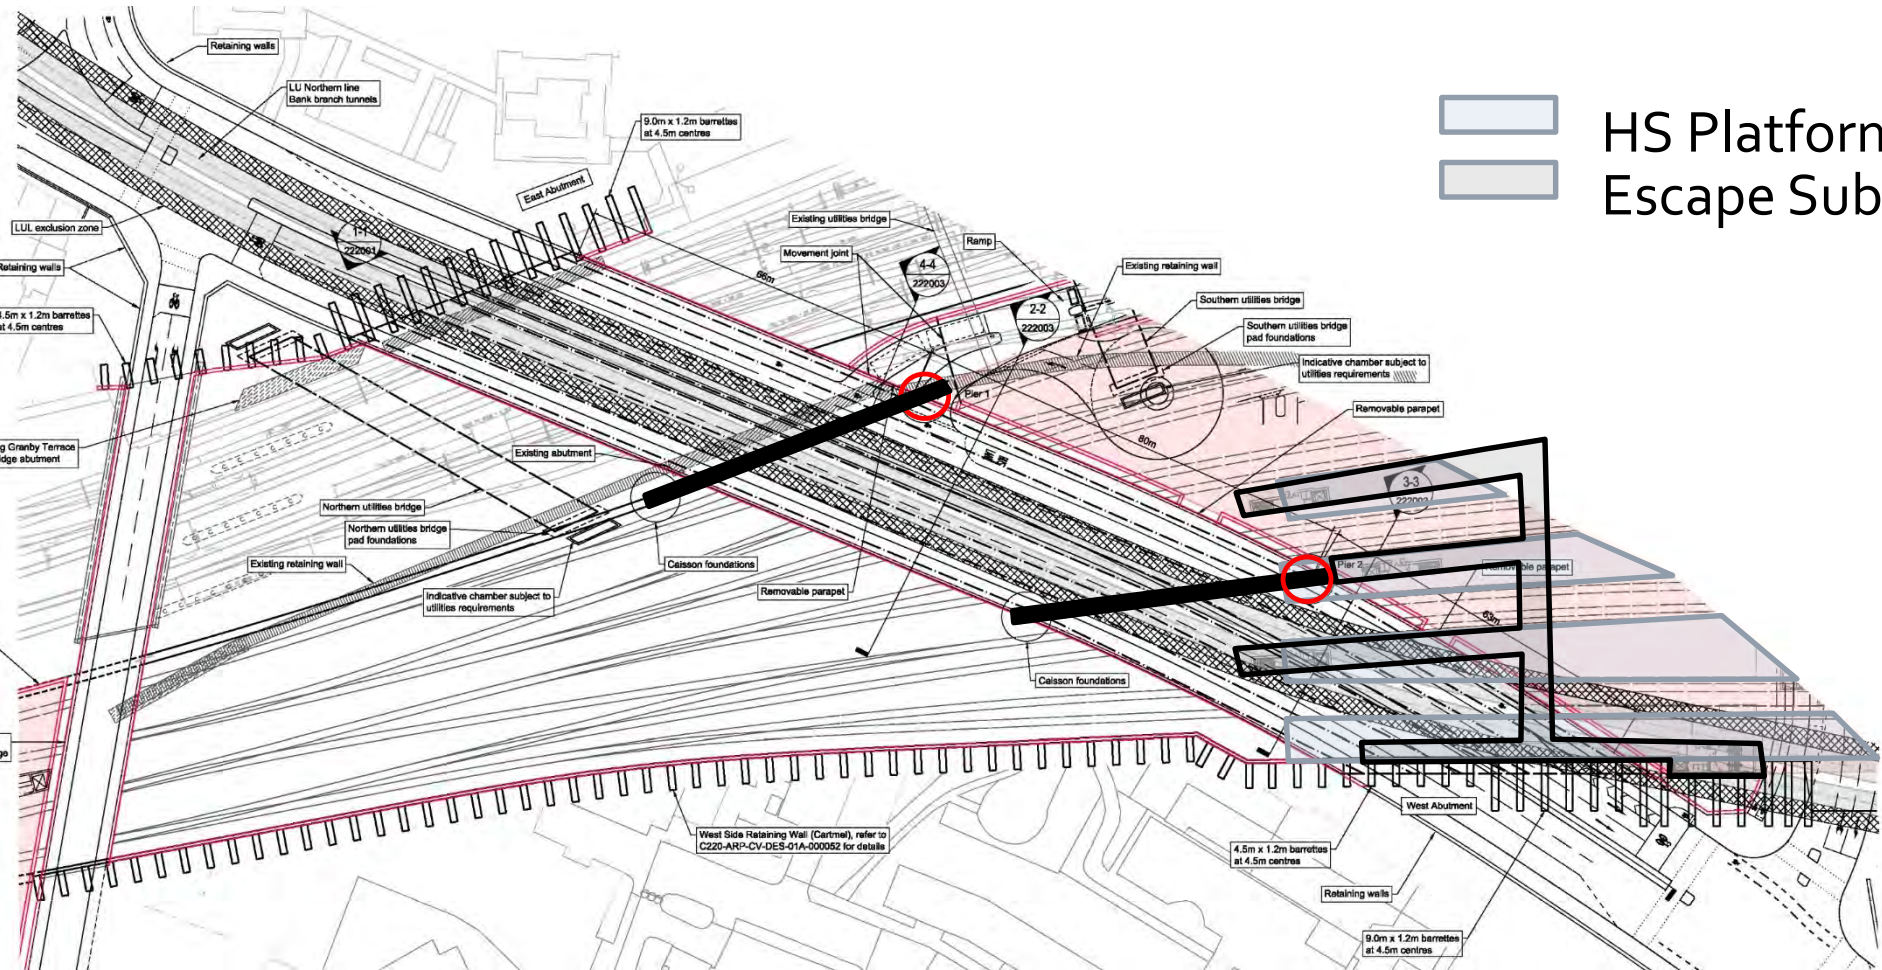 Retaining walls
LU Northern line
Bank branch tunnels
9.0m x 1.2m barrettes
at 4.5m centres
HS Platform
Escape Sub
East Abutment
LUL exclusion zone
1-1
222001
Existing utilities bridge
Ramp
Movement joint
66m
4-4
222003
Existing retaining wall
Retaining walls
2-2
222003
Southern utilities bridge
4.5m x 1.2m barrettes
at 4.5m centres
Southern utilities bridge
pad foundations
Indicative chamber subject to
utilities requirements
Pier 1
Removable parapet
80m
g Granby Terrace
idge abutment
Existing abutment
3-3
222003
Northern utilities bridge
Northern utilities bridge
pad foundations
Existing retaining wall
Caisson foundations
Pier 2
Removable parapet
Indicative chamber subject to
utilities requirements
Removable parapet
63m
Caisson foundations
ge
West Abutment
West Side Retaining Wall (Cartmel), refer to
C220-ARP-CV-DES-01A-000052 for details
4.5m x 1.2m barrettes
at 4.5m centres
Retaining walls
9.0m x 1.2m barrettes
at 4.5m centres